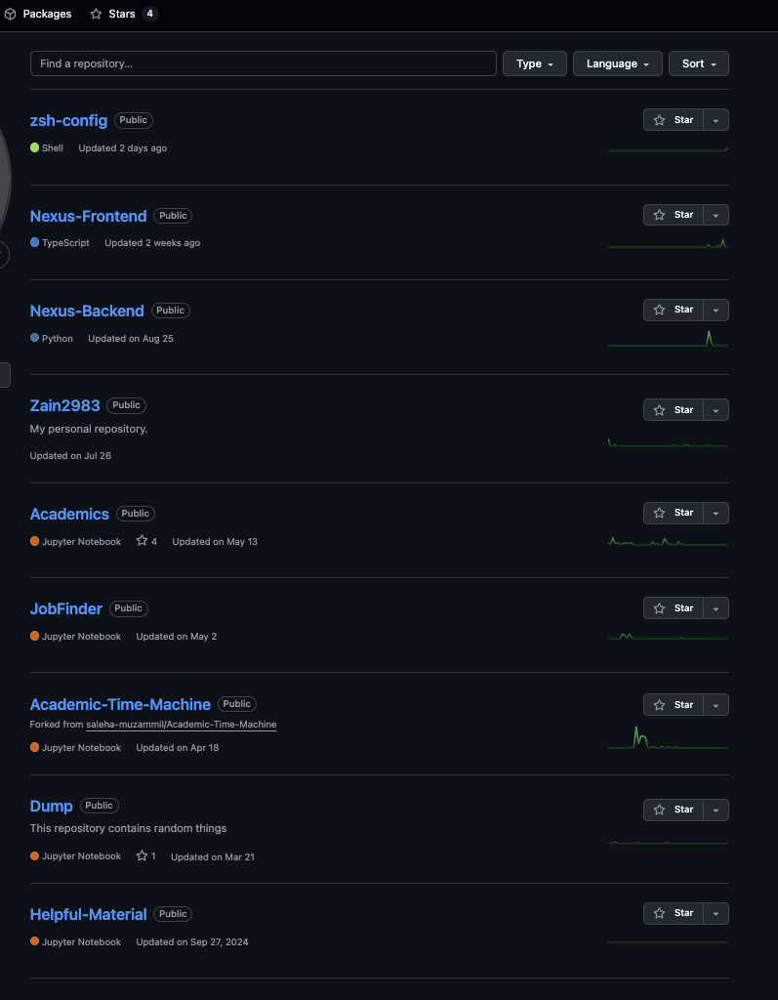 Packages Stars 4
Find a repository... Type Language Sort
zsh-config Public Star
Shell Updated 2 days ago
Nexus-Frontend Public Star
TypeScript Updated 2 weeks ago
Nexus-Backend Public Star
Python Updated on Aug 25
Zain2983 Public Star
My personal repository.
Updated on Jul 26
Academics Public Star
Jupyter Notebook 4 Updated on May 13
JobFinder Public Star
Jupyter Notebook Updated on May 2
Academic-Time-Machine Public Star
Forked from saleha-muzammil/Academic-Time-Machine
Jupyter Notebook Updated on Apr 18
Dump Public Star
This repository contains random things
Jupyter Notebook 1 Updated on Mar 21
Helpful-Material Public Star
Jupyter Notebook Updated on Sep 27, 2024